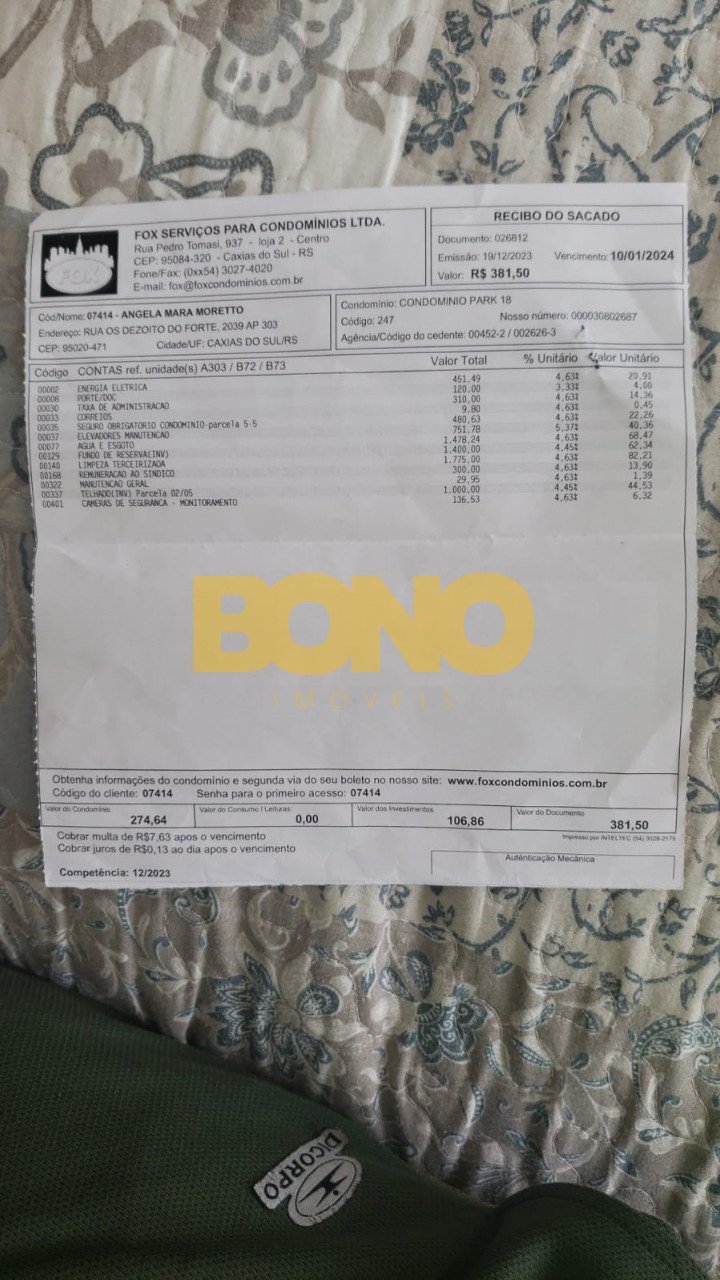 FOX
FOX SERVIÇOS PARA CONDOMÍNIOS LTDA.
Rua Pedro Tomasi, 937 - loja 2 - Centro
CEP: 95084-320 - Caxias do Sul - RS
Fone/Fax: (0xx54) 3027-4020
E-mail: fox@foxcondominios.com.br
RECIBO DO SACADO
Documento: 026812
Emissão: 19/12/2023 Vencimento: 10/01/2024
Valor: R$ 381,50
Cód/Nome: 07414 - ANGELA MARA MORETTO
Endereço: RUA OS DEZOITO DO FORTE, 2039 AP 303
CEP: 95020-471 Cidade/UF: CAXIAS DO SUL/RS
Condomínio: CONDOMINIO PARK 18
Código: 247 Nosso número: 000030802687
Agência/Código do cedente: 00452-2 / 002626-3
Código CONTAS ref. unidade(s) A303 / B72 / B73 Valor Total % Unitário Valor Unitário
00002 ENERGIA ELETRICA 451,49 4,63% 20,91
00008 PORTE/DOC 120,00 3,33% 4,00
00030 TAXA DE ADMINISTRACAO 310,00 4,63% 14,36
00033 CORREIOS 9,80 4,63% 0,45
00035 SEGURO OBRIGATORIO CONDOMINIO-parcela 5-5 480,63 4,63% 22,26
00037 ELEVADORES MANUTENCAO 751,78 5,37% 40,36
00077 AGUA E ESGOTO 1.478,24 4,63% 68,47
00129 FUNDO DE RESERVA(INV) 1.400,00 4,45% 62,34
00140 LIMPEZA TERCEIRIZADA 1.775,00 4,63% 82,21
00168 REMUNERACAO AO SINDICO 300,00 4,63% 13,90
00322 MANUTENCAO GERAL 29,95 4,63% 1,39
00337 TELHADO(INV) Parcela 02/05 1.000,00 4,45% 44,53
00401 CAMERAS DE SEGURANCA - MONITORAMENTO 136,53 4,63% 6,32
BONO
IMÓVEIS
Obtenha informações do condomínio e segunda via do seu boleto no nosso site: www.foxcondominios.com.br
Código do cliente: 07414 Senha para o primeiro acesso: 07414
Valor do Condomínio Valor do Consumo / Leituras: Valor dos Investimentos Valor do Documento
274,64 0,00 106,86 381,50
Impresso por INTELTEC (54) 3028-2175
Cobrar multa de R$7,63 apos o vencimento
Cobrar juros de R$0,13 ao dia apos o vencimento
Autênticação Mecânica
Competência: 12/2023
DICORPO